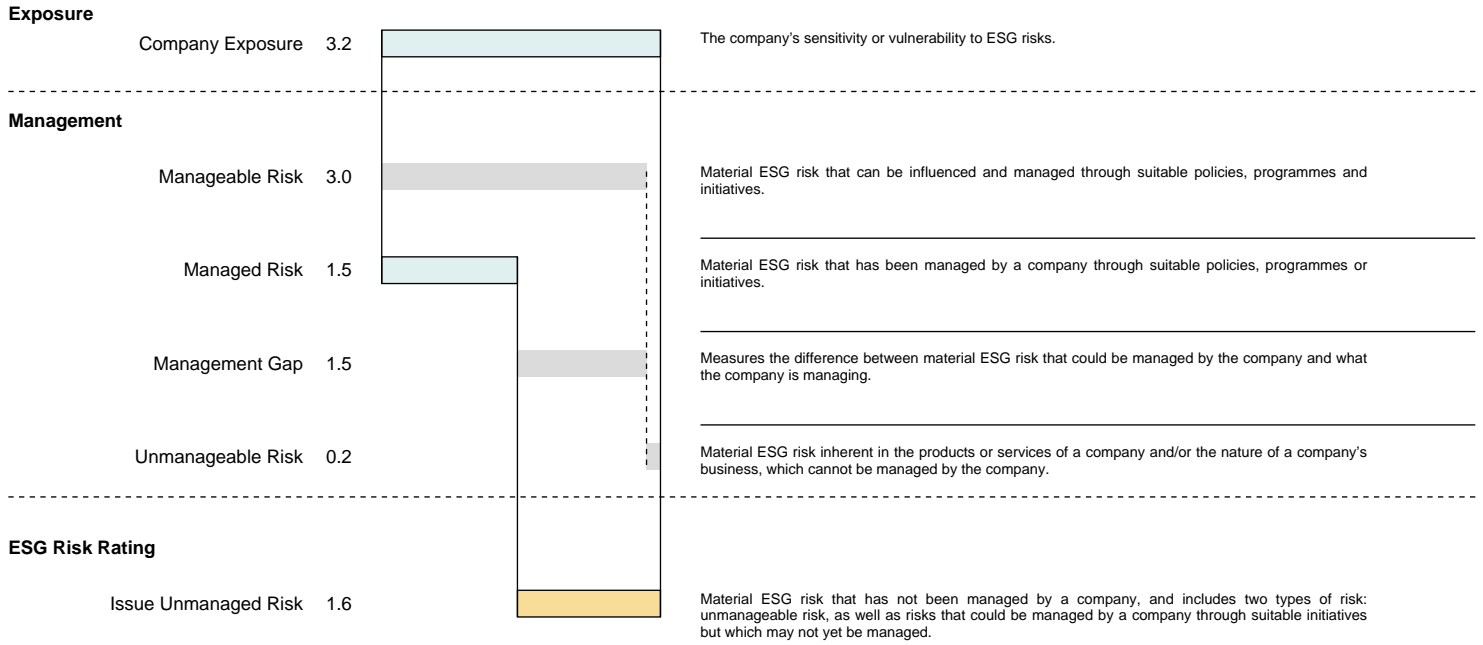 Exposure
Company Exposure 3.2
The company's sensitivity or vulnerability to ESG risks.
Management
Manageable Risk 3.0
Material ESG risk that can be influenced and managed through suitable policies, programmes and
initiatives.
Managed Risk 1.5
Material ESG risk that has been managed by a company through suitable policies, programmes or
initiatives.
Management Gap 1.5
Measures the difference between material ESG risk that could be managed by the company and what
the company is managing.
Unmanageable Risk 0.2
Material ESG risk inherent in the products or services of a company and/or the nature of a company's
business, which cannot be managed by the company.
ESG Risk Rating
Issue Unmanaged Risk 1.6
Material ESG risk that has not been managed by a company, and includes two types of risk:
unmanageable risk, as well as risks that could be managed by a company through suitable initiatives
but which may not yet be managed.